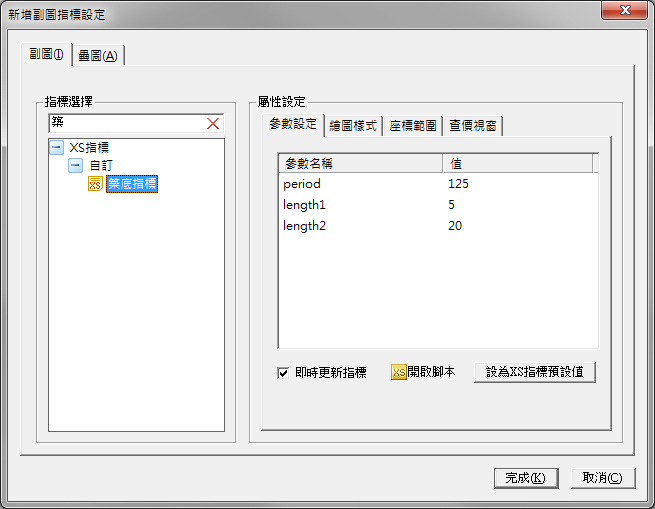 新增副圖指標設定
副圖(I) 疊圖(A)
指標選擇
築
XS指標
自訂
XS 築底指標
屬性設定
參數設定 繪圖樣式 座標範圍 查價視窗
參數名稱 值
period 125
length1 5
length2 20
即時更新指標 XS 開啟腳本 設為XS指標預設值
完成(K) 取消(C)